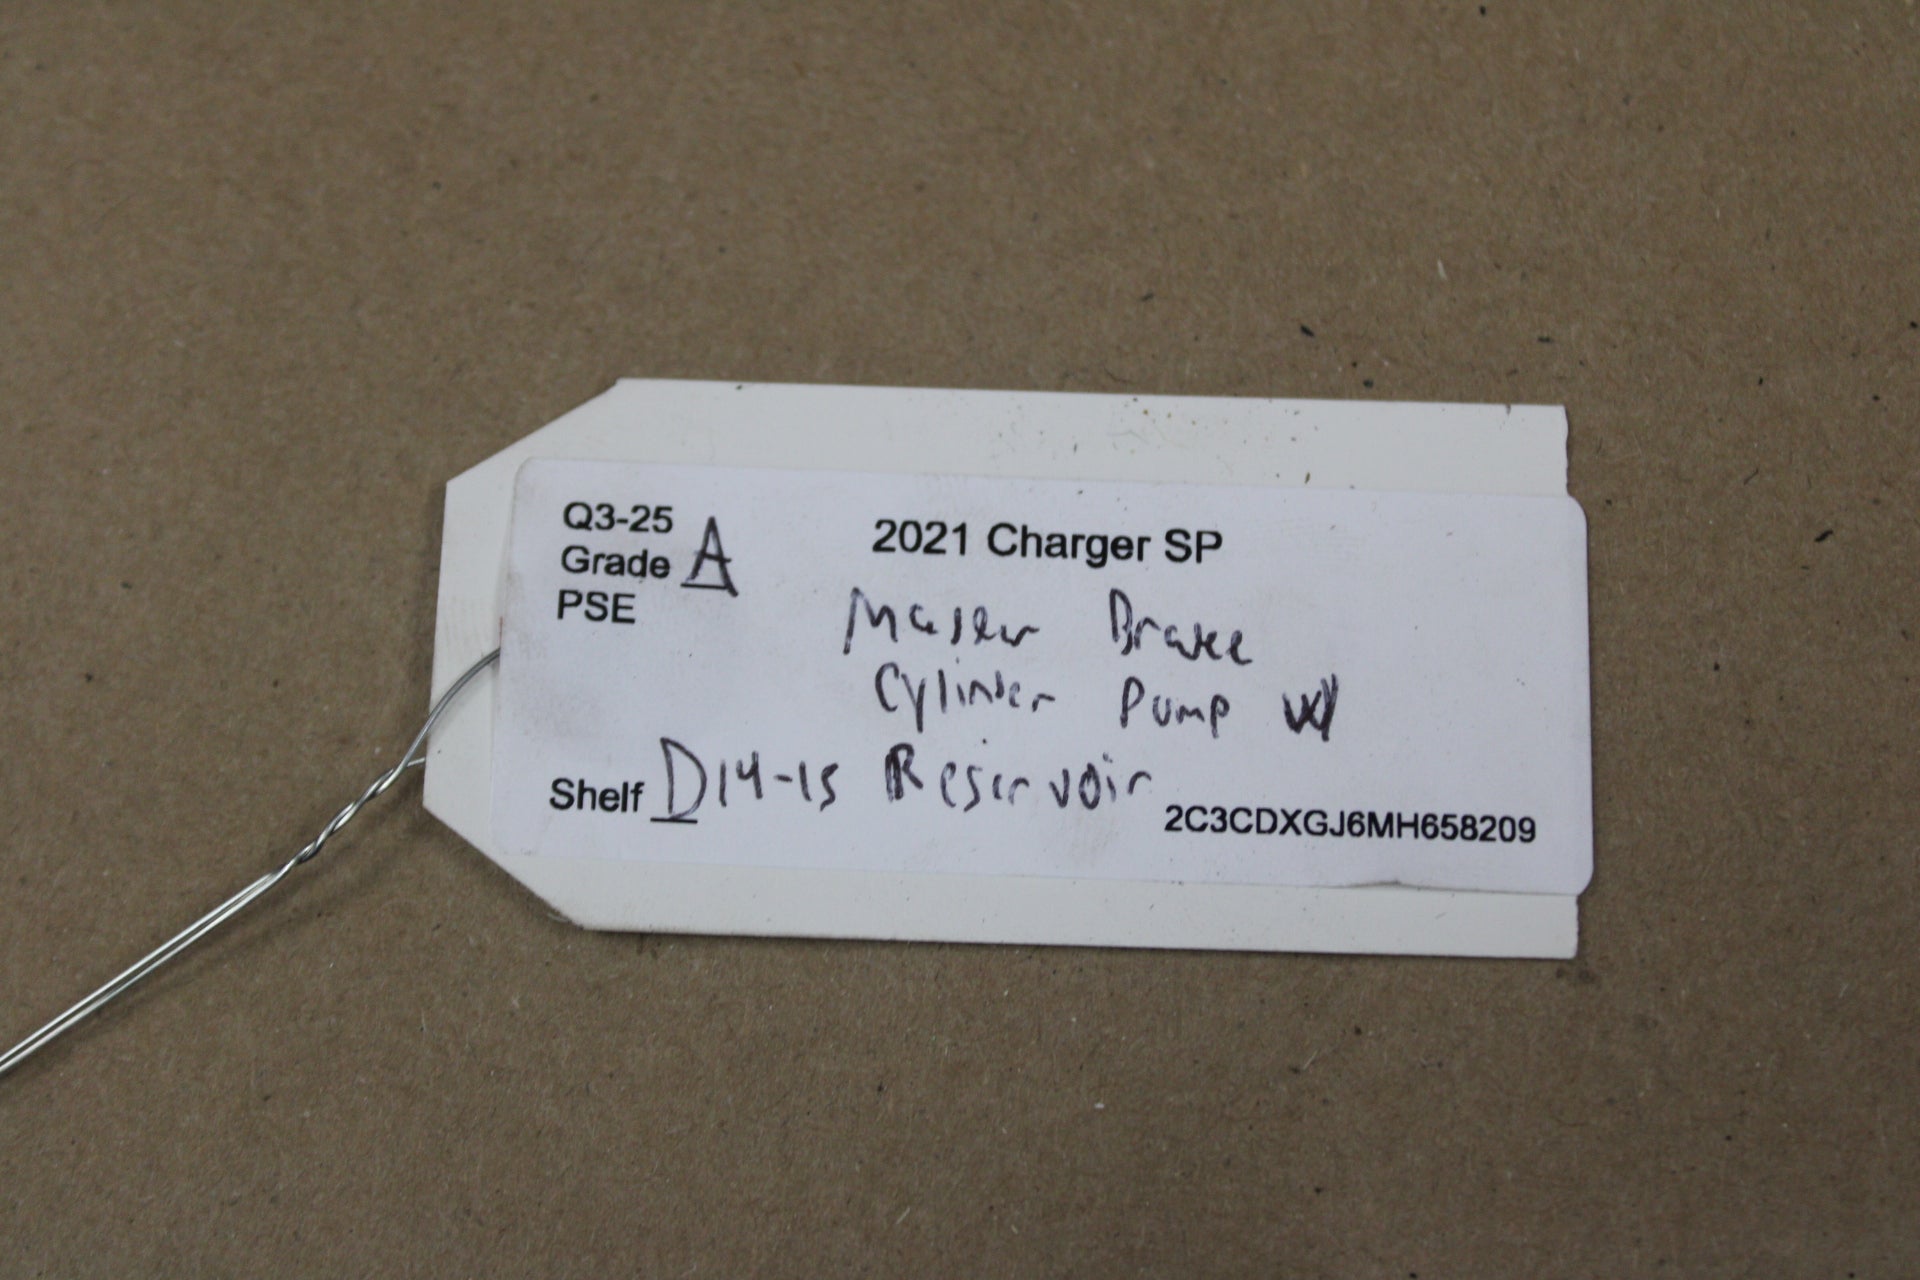 Q3-25
Grade A
PSE
2021 Charger SP
Master Brake
Cylinder Pump w/
Reservoir
Shelf D14-15
2C3CDXGJ6MH658209